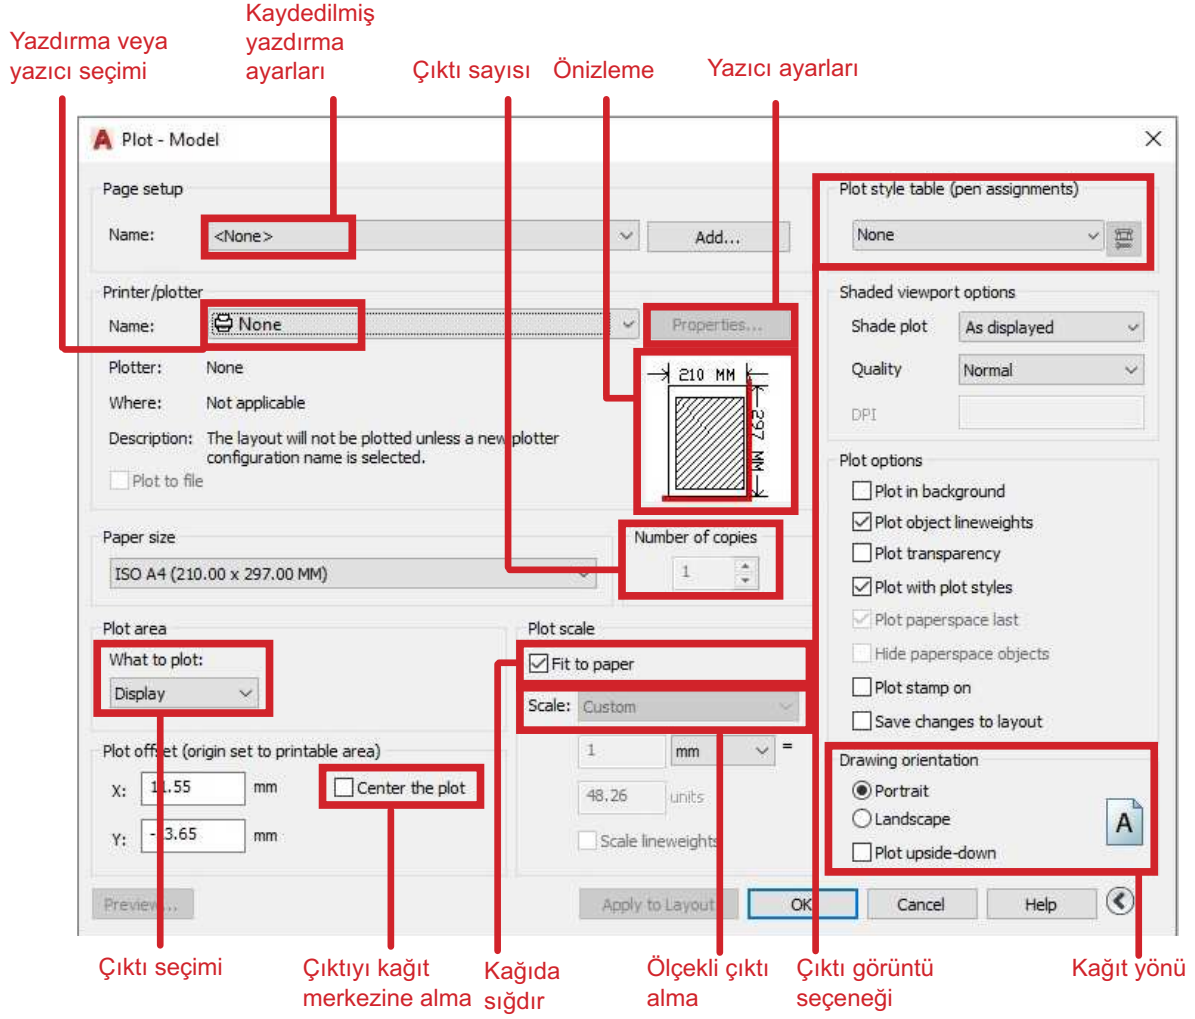 Kaydedilmiş
yazdırma
ayarları
Yazdırma veya
yazıcı seçimi
Çıktı sayısı
Önizleme
Yazıcı ayarları
Plot - Model
Page setup
Name:
<None>
Add...
Plot style table (pen assignments)
None
Printer/plotter
Name:
None
Properties...
Plotter:
None
Where:
Not applicable
Description:
The layout will not be plotted unless a new plotter
configuration name is selected.
Plot to file
210 MM
297 MM
Shaded viewport options
Shade plot
As displayed
Quality
Normal
DPI
Paper size
ISO A4 (210.00 x 297.00 MM)
Number of copies
1
Plot options
Plot in background
Plot object lineweights
Plot transparency
Plot with plot styles
Plot paperspace last
Hide paperspace objects
Plot stamp on
Save changes to layout
Plot area
What to plot:
Display
Plot scale
Fit to paper
Scale:
Custom
1
mm
=
48.26
units
Scale lineweights
Plot offset (origin set to printable area)
X:
11.55
mm
Center the plot
Y:
-13.65
mm
Drawing orientation
Portrait
Landscape
Plot upside-down
A
Preview...
Apply to Layout
OK
Cancel
Help
Çıktı seçimi
Çıktıyı kağıt
merkezine alma
Kağıda
sığdır
Ölçekli çıktı
alma
Çıktı görüntü
seçeneği
Kağıt yönü